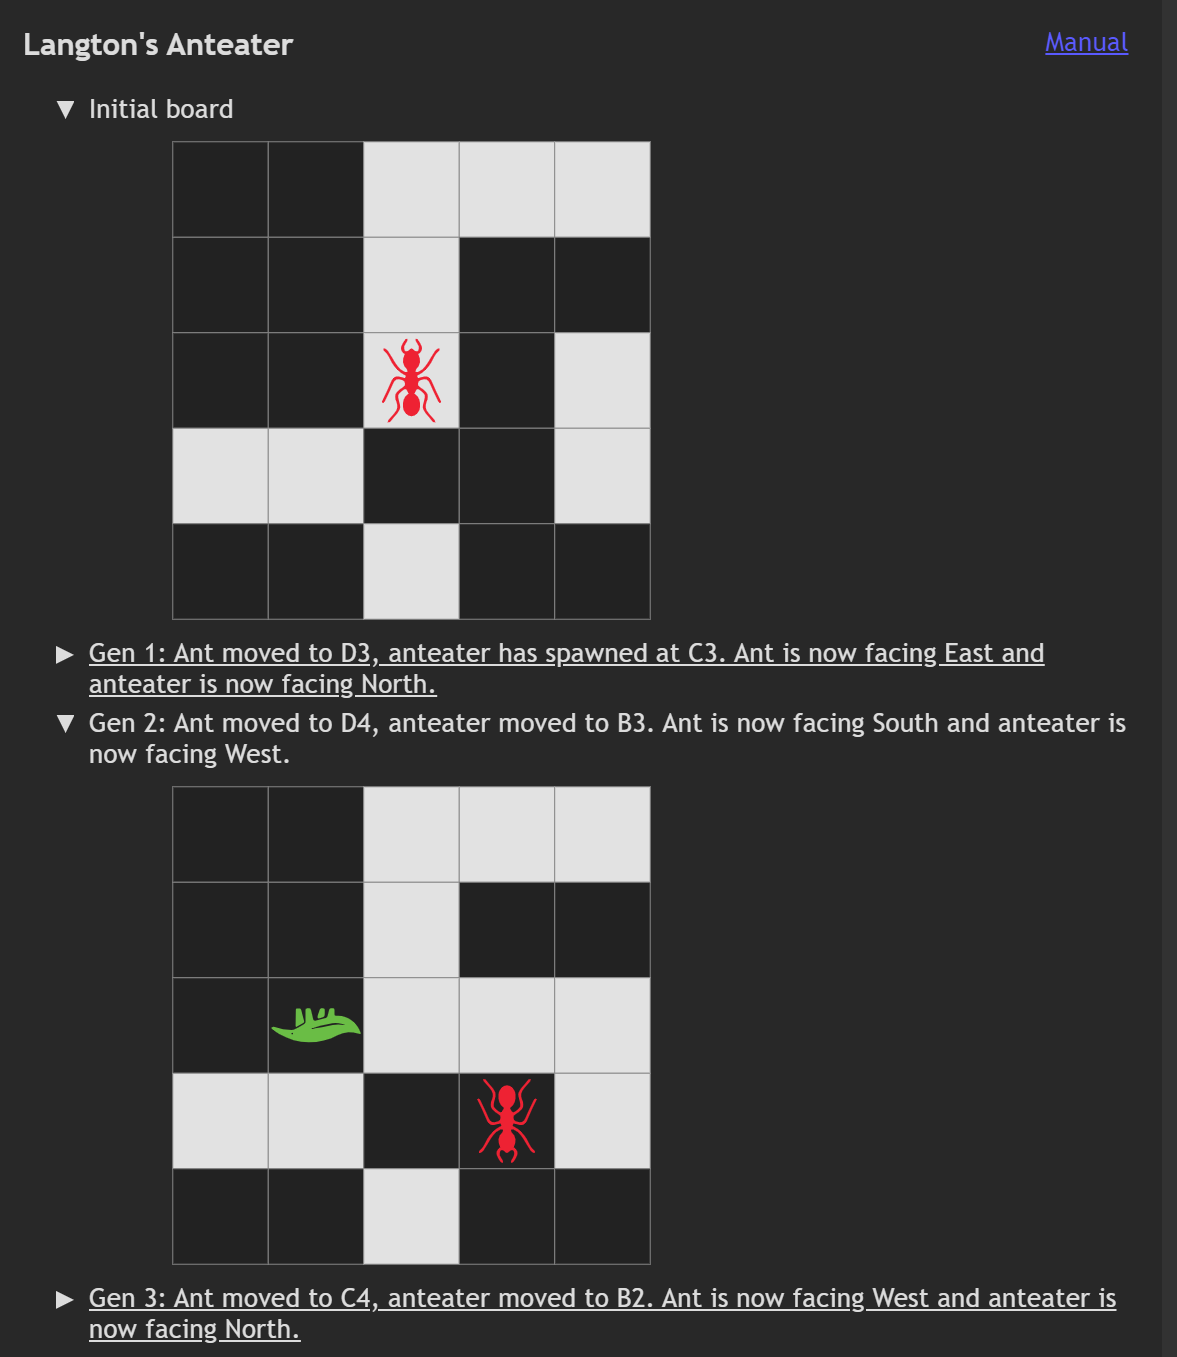 Langton's Anteater
Manual
▼ Initial board
▶ Gen 1: Ant moved to D3, anteater has spawned at C3. Ant is now facing East and
anteater is now facing North.
▼ Gen 2: Ant moved to D4, anteater moved to B3. Ant is now facing South and anteater is
now facing West.
▶ Gen 3: Ant moved to C4, anteater moved to B2. Ant is now facing West and anteater is
now facing North.